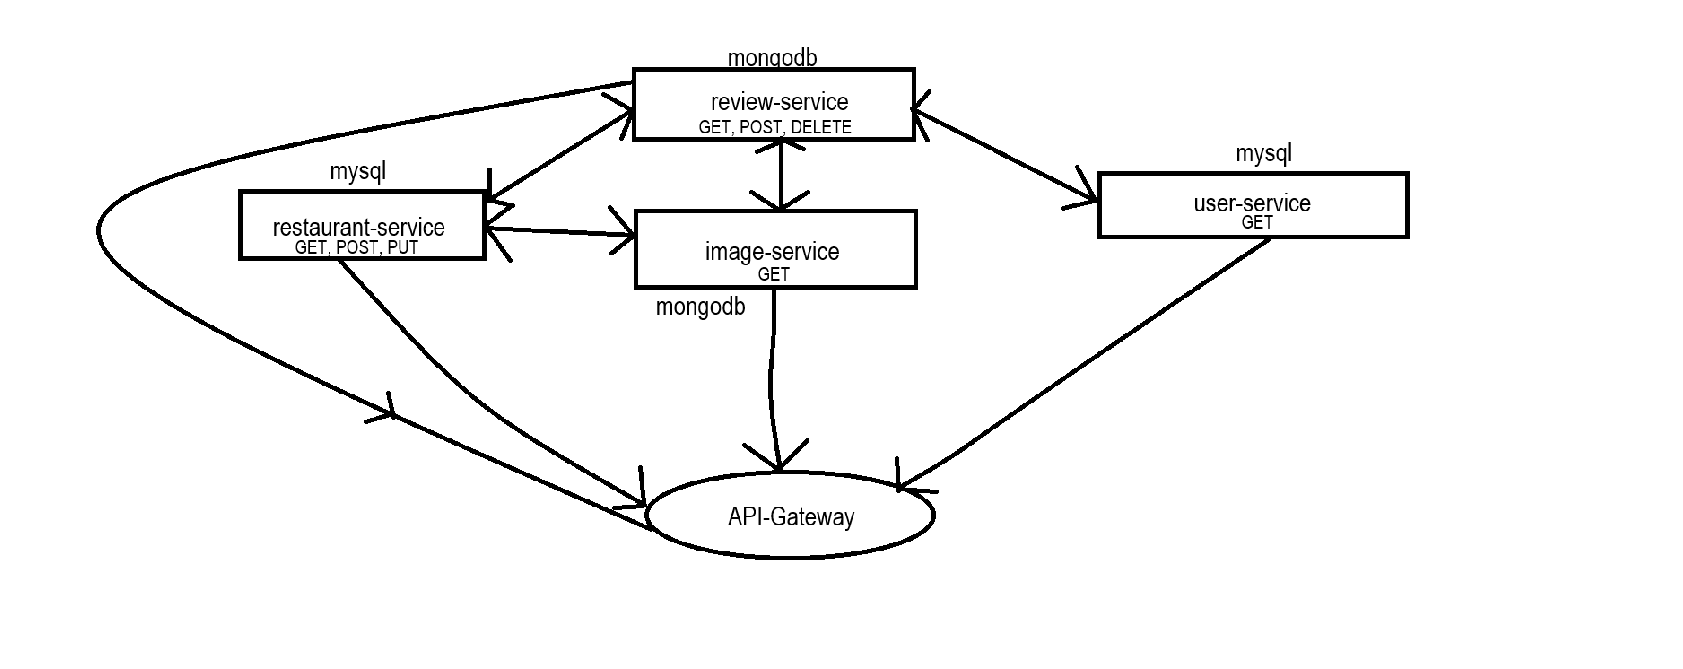 mongodb
review-service
GET, POST, DELETE
mysql
restaurant-service
GET, POST, PUT
image-service
GET
mongodb
mysql
user-service
GET
API-Gateway